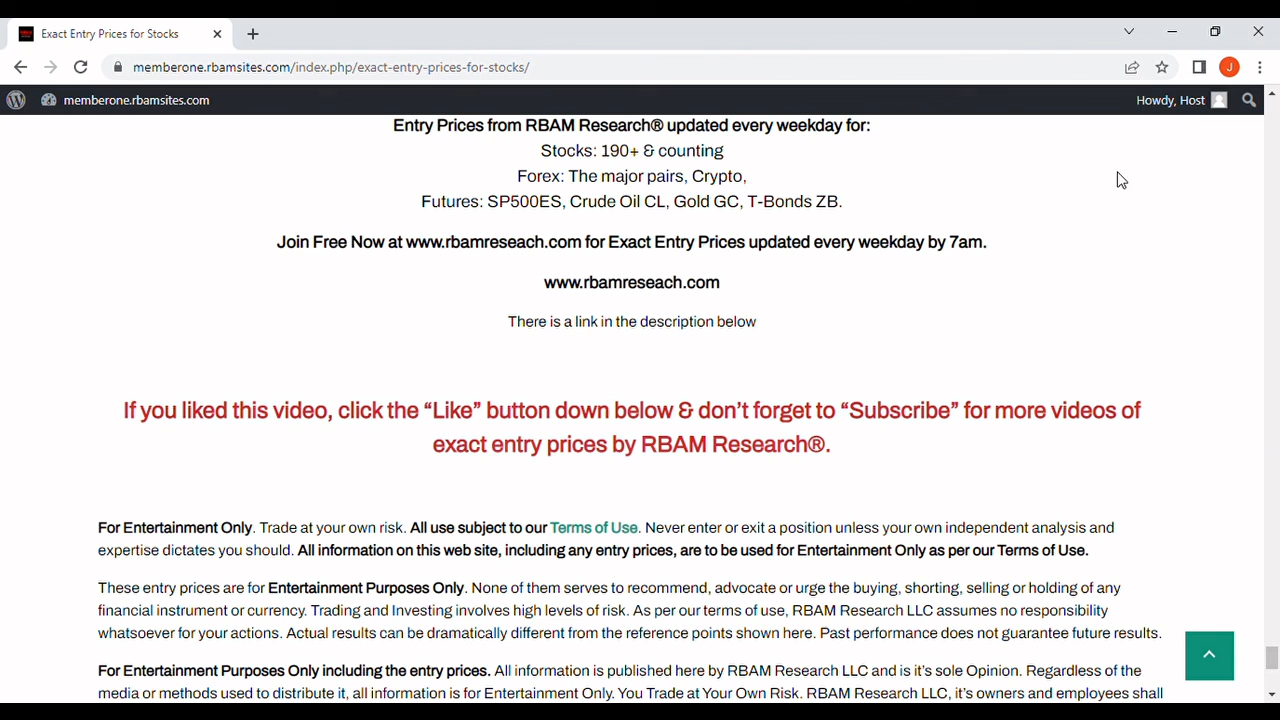 Exact Entry Prices for Stocks
memberone.rbamsites.com/index.php/exact-entry-prices-for-stocks/
J
memberone.rbamsites.com
Howdy, Host
Entry Prices from RBAM Research® updated every weekday for:
Stocks: 190+ & counting
Forex: The major pairs, Crypto,
Futures: SP500ES, Crude Oil CL, Gold GC, T-Bonds ZB.
Join Free Now at www.rbamreseach.com for Exact Entry Prices updated every weekday by 7am.
www.rbamreseach.com
There is a link in the description below
If you liked this video, click the “Like” button down below & don’t forget to “Subscribe” for more videos of
exact entry prices by RBAM Research®.
For Entertainment Only. Trade at your own risk. All use subject to our Terms of Use. Never enter or exit a position unless your own independent analysis and
expertise dictates you should. All information on this web site, including any entry prices, are to be used for Entertainment Only as per our Terms of Use.
These entry prices are for Entertainment Purposes Only. None of them serves to recommend, advocate or urge the buying, shorting, selling or holding of any
financial instrument or currency. Trading and Investing involves high levels of risk. As per our terms of use, RBAM Research LLC assumes no responsibility
whatsoever for your actions. Actual results can be dramatically different from the reference points shown here. Past performance does not guarantee future results.
For Entertainment Purposes Only including the entry prices. All information is published here by RBAM Research LLC and is it’s sole Opinion. Regardless of the
media or methods used to distribute it, all information is for Entertainment Only. You Trade at Your Own Risk. RBAM Research LLC, it’s owners and employees shall